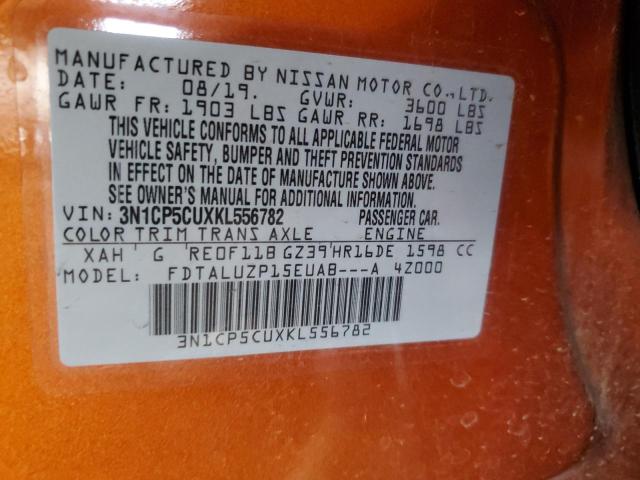 MANUFACTURED BY NISSAN MOTOR CO., LTD.
DATE: 08/19. GVWR: 3600 LBS
GAWR FR: 1903 LBS GAWR RR: 1698 LBS
THIS VEHICLE CONFORMS TO ALL APPLICABLE FEDERAL MOTOR
VEHICLE SAFETY, BUMPER AND THEFT PREVENTION STANDARDS
IN EFFECT ON THE DATE OF MANUFACTURE SHOWN ABOVE.
SEE OWNER'S MANUAL FOR ADDITIONAL INFORMATION.
VIN: 3N1CP5CUXKL556782 PASSENGER CAR.
COLOR TRIM TRANS AXLE ENGINE
XAH G RE0F11B GZ39 HR16DE 1598 CC
MODEL: FDTALUZP15EUAB---A 4Z000
3N1CP5CUXKL556782